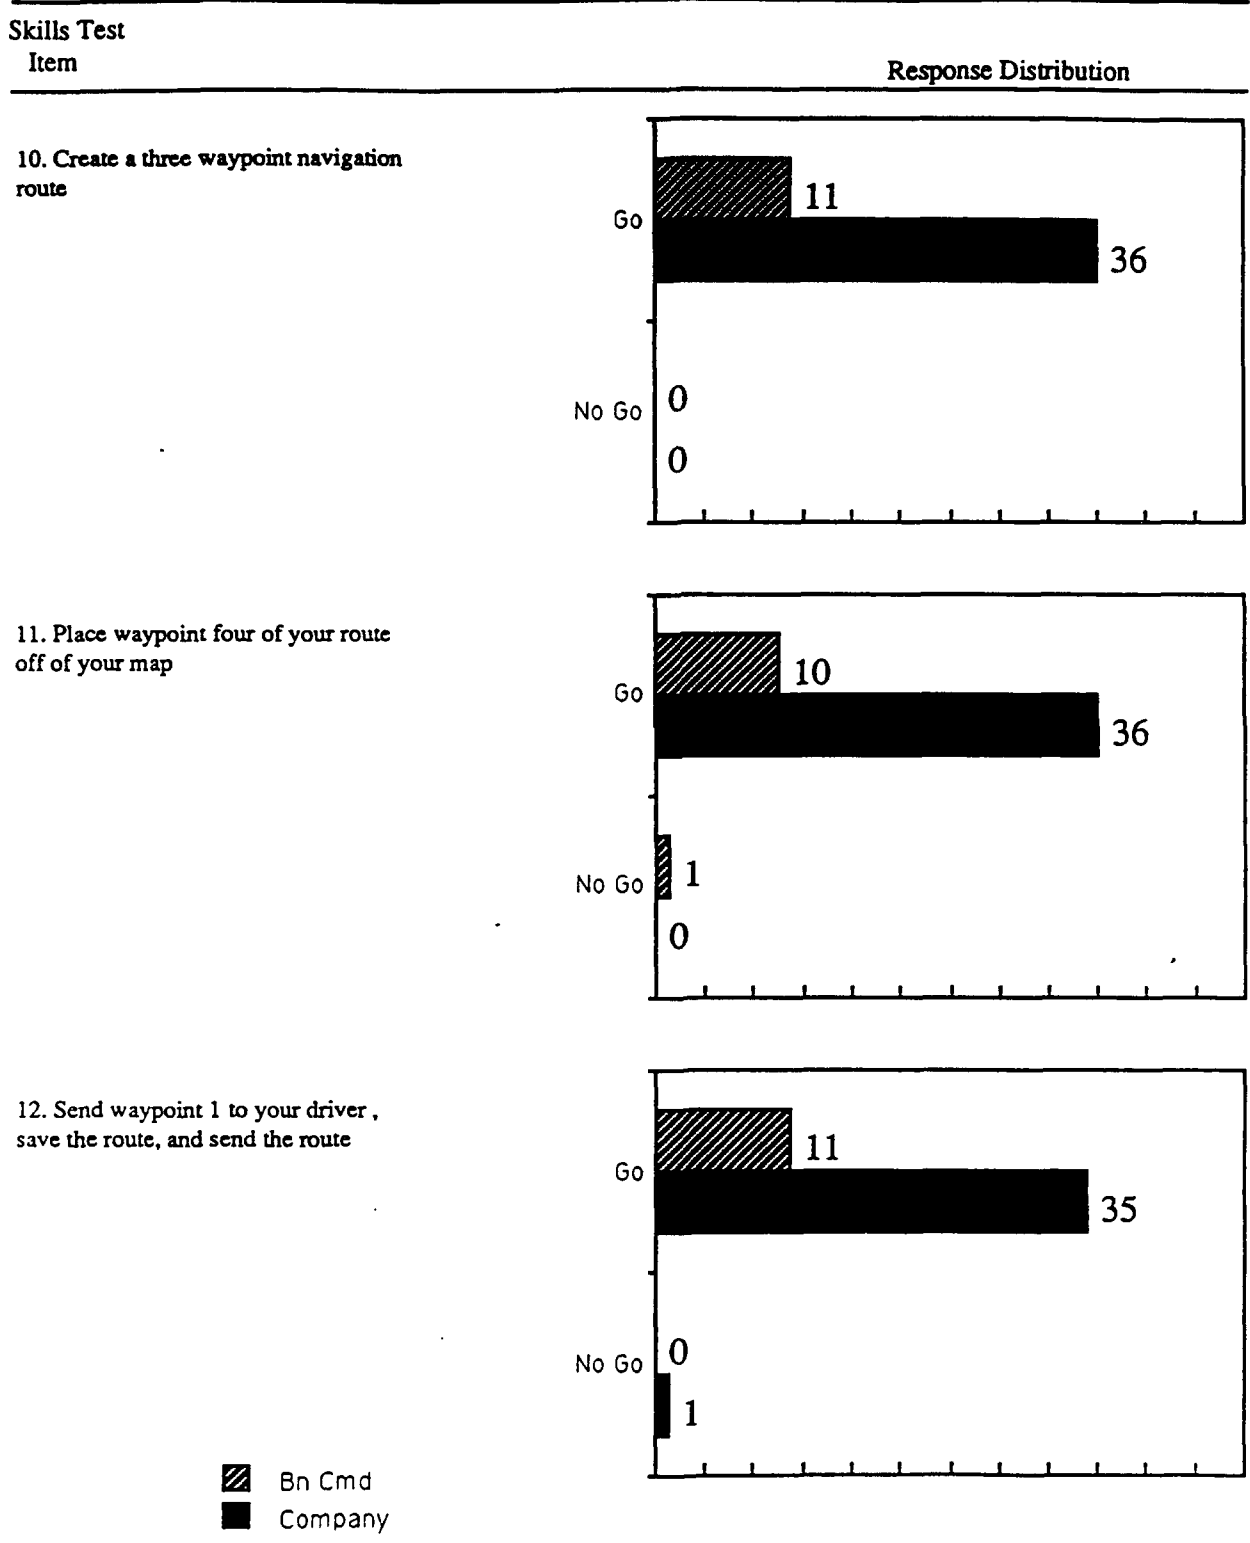 Skills Test
Item
Response Distribution
10. Create a three waypoint navigation
route
Go
11
36
No Go
0
0
11. Place waypoint four of your route
off of your map
Go
10
36
No Go
1
0
12. Send waypoint 1 to your driver ,
save the route, and send the route
Go
11
35
No Go
0
1
Bn Cmd
Company